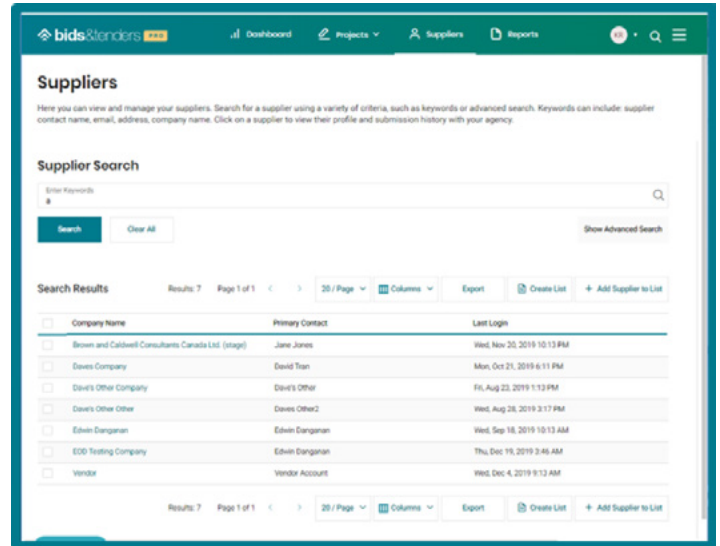 bids&tenders PRO Dashboard Projects Suppliers Reports KR
Suppliers
Here you can view and manage your suppliers. Search for a supplier using a variety of criteria, such as keywords or advanced search. Keywords can include: supplier
contact name, email, address, company name. Click on a supplier to view their profile and submission history with your agency.
Supplier Search
Enter Keywords
a
Search Clear All Show Advanced Search
Search Results Results: 7 Page 1 of 1 < > 20 / Page Columns Export Create List + Add Supplier to List
Company Name Primary Contact Last Login
Brown and Caldwell Consultants Canada Ltd. (stage) Jane Jones Wed, Nov 20, 2019 10:13 PM
Daves Company David Tran Mon, Oct 21, 2019 6:11 PM
Dave's Other Company Dave's Other Fri, Aug 23, 2019 1:13 PM
Dave's Other Other Daves Other2 Wed, Aug 28, 2019 3:17 PM
Edwin Danganan Edwin Danganan Wed, Sep 18, 2019 10:13 AM
EOD Testing Company Edwin Danganan Thu, Dec 19, 2019 3:46 AM
Vendor Vendor Account Wed, Dec 4, 2019 9:13 AM
Results: 7 Page 1 of 1 < > 20 / Page Columns Export Create List + Add Supplier to List